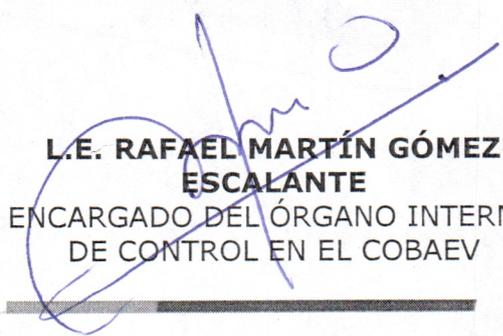 L.E. RAFAEL MARTÍN GÓMEZ
ESCALANTE
ENCARGADO DEL ÓRGANO INTERN
DE CONTROL EN EL COBAEV